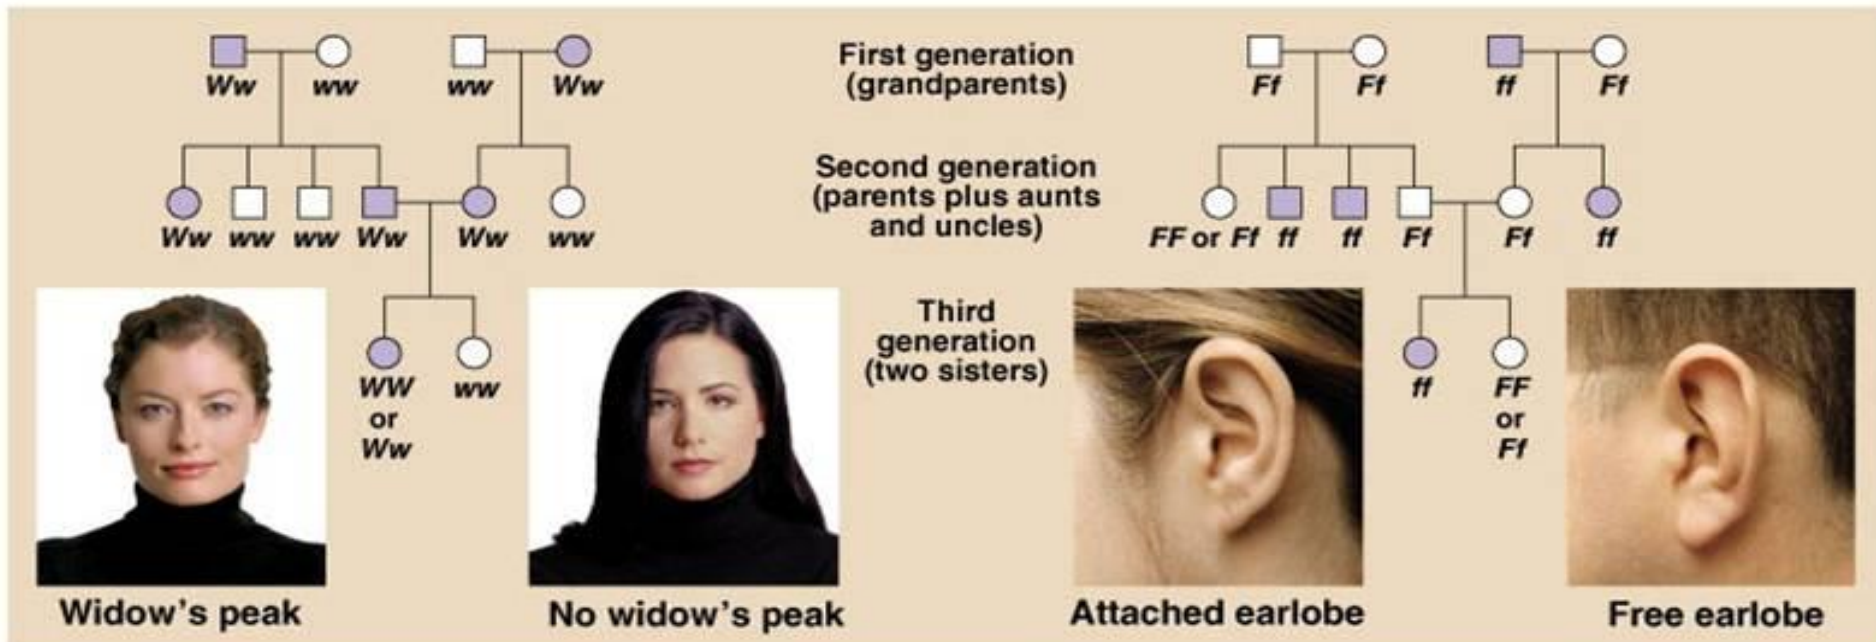 Ww ww ww Ww
First generation
(grandparents)
Ff Ff ff Ff
Second generation
(parents plus aunts
and uncles)
Ww ww ww Ww Ww ww
FF or Ff ff ff Ff Ff ff
Third
generation
(two sisters)
WW
or
Ww
ww
ff
FF
or
Ff
Widow's peak
No widow's peak
Attached earlobe
Free earlobe